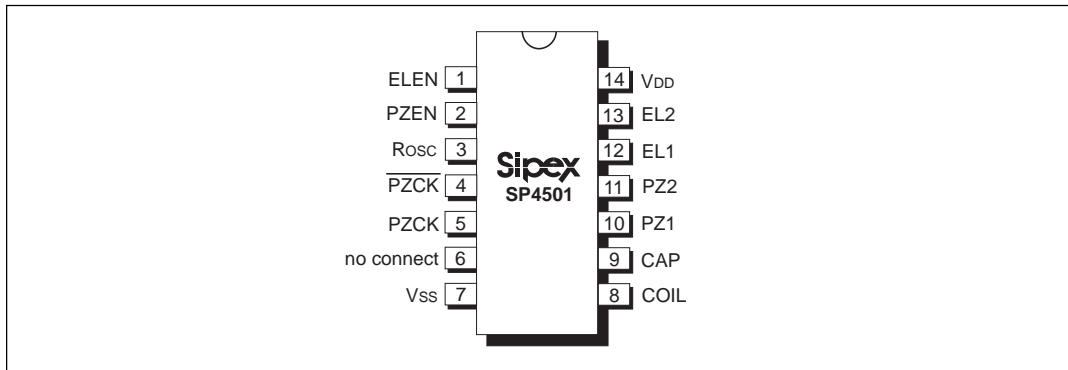 ELEN 1
PZEN 2
ROSC 3
PZCK 4
PZCK 5
no connect 6
VSS 7
Sipex
SP4501
14 VDD
13 EL2
12 EL1
11 PZ2
10 PZ1
9 CAP
8 COIL